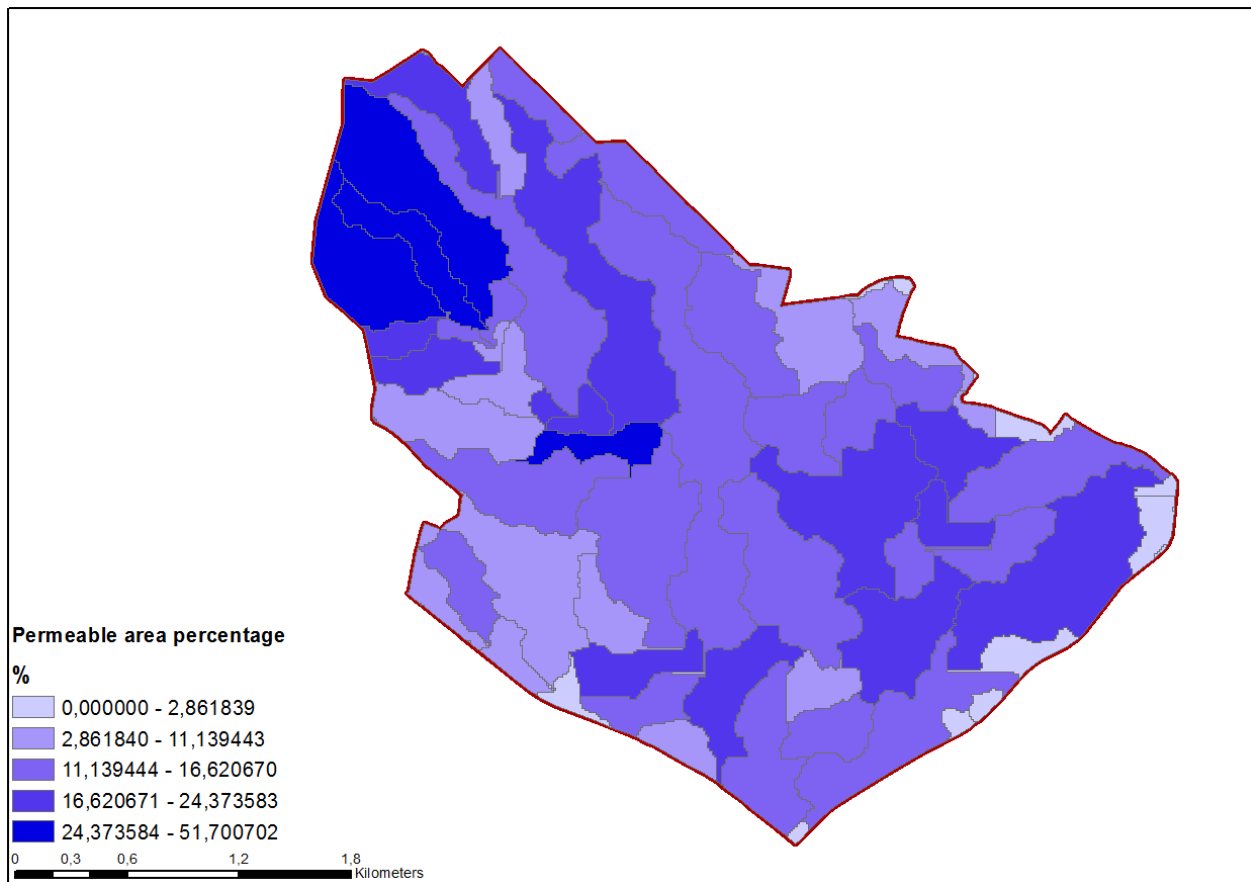 Permeable area percentage
%
0,000000 - 2,861839
2,861840 - 11,139443
11,139444 - 16,620670
16,620671 - 24,373583
24,373584 - 51,700702
0 0,3 0,6 1,2 1,8
Kilometers